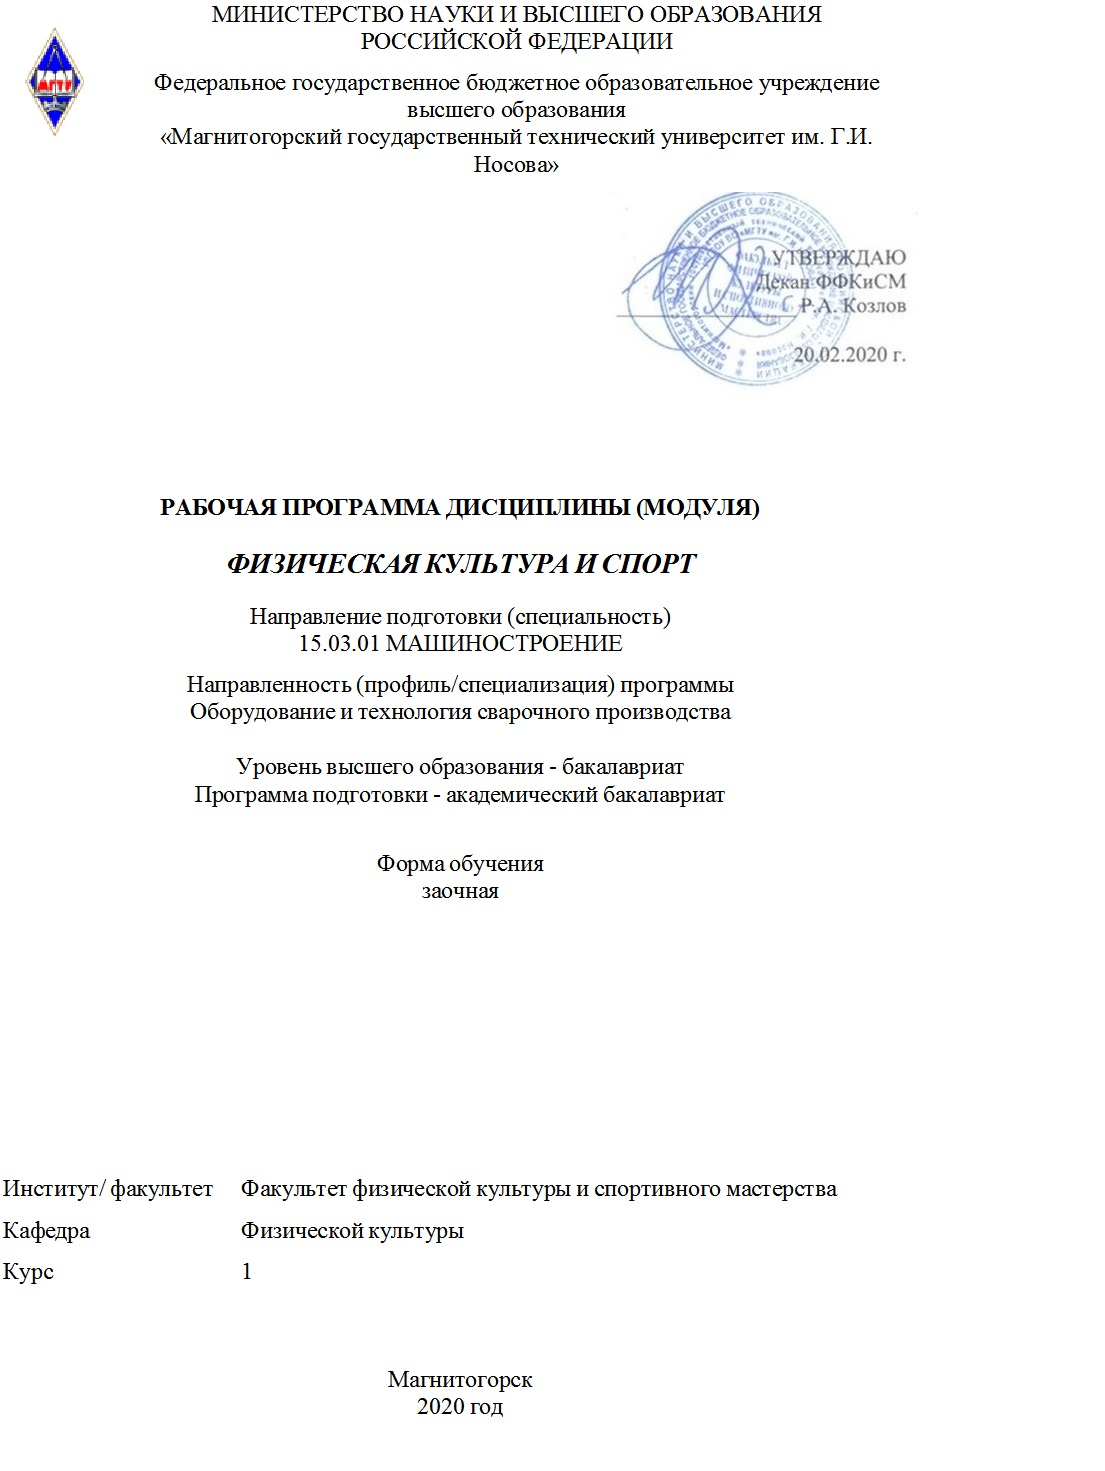 МИНИСТЕРСТВО НАУКИ И ВЫСШЕГО ОБРАЗОВАНИЯ
РОССИЙСКОЙ ФЕДЕРАЦИИ
МГТУ
Федеральное государственное бюджетное образовательное учреждение
высшего образования
«Магнитогорский государственный технический университет им. Г.И.
Носова»
УТВЕРЖДАЮ
Декан ФФКиСМ
Р.А. Козлов
20.02.2020 г.
РАБОЧАЯ ПРОГРАММА ДИСЦИПЛИНЫ (МОДУЛЯ)
ФИЗИЧЕСКАЯ КУЛЬТУРА И СПОРТ
Направление подготовки (специальность)
15.03.01 МАШИНОСТРОЕНИЕ
Направленность (профиль/специализация) программы
Оборудование и технология сварочного производства
Уровень высшего образования - бакалавриат
Программа подготовки - академический бакалавриат
Форма обучения
заочная
Институт/ факультет Факультет физической культуры и спортивного мастерства
Кафедра Физической культуры
Курс 1
Магнитогорск
2020 год